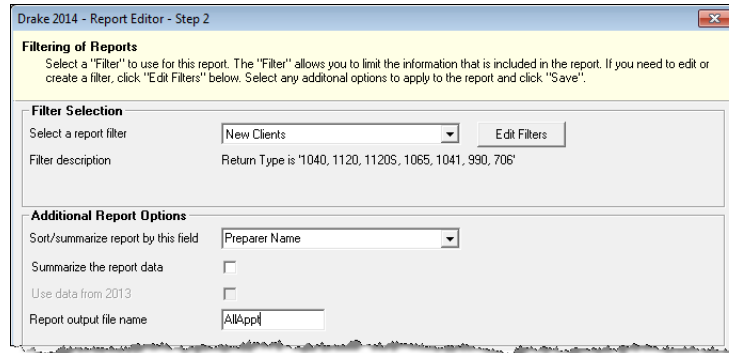 Drake 2014 - Report Editor - Step 2
Filtering of Reports
Select a "Filter" to use for this report. The "Filter" allows you to limit the information that is included in the report. If you need to edit or
create a filter, click "Edit Filters" below. Select any additonal options to apply to the report and click "Save".
Filter Selection
Select a report filter New Clients Edit Filters
Filter description Return Type is '1040, 1120, 1120S, 1065, 1041, 990, 706'
Additional Report Options
Sort/summarize report by this field Preparer Name
Summarize the report data
Use data from 2013
Report output file name AllAppt